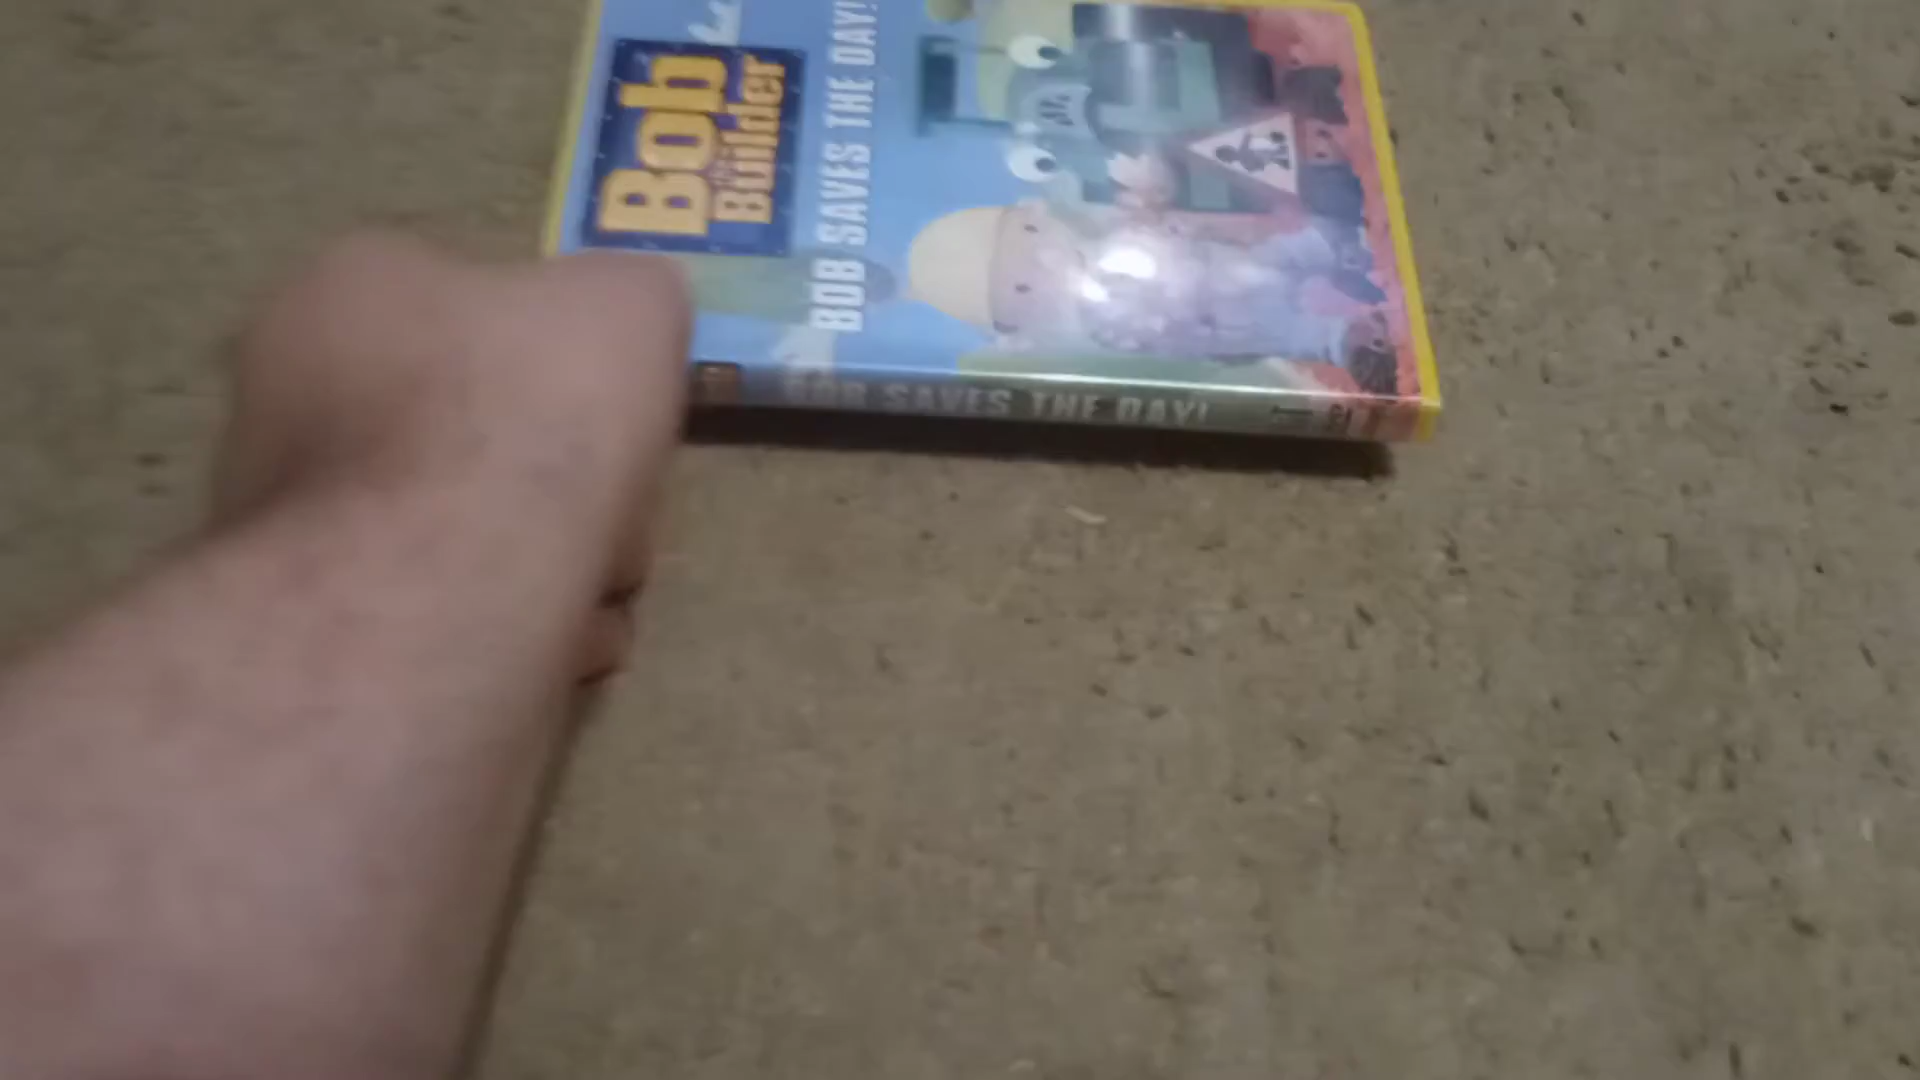 Bob
the
Builder
BOB SAVES THE DAY!
BOB SAVES THE DAY!